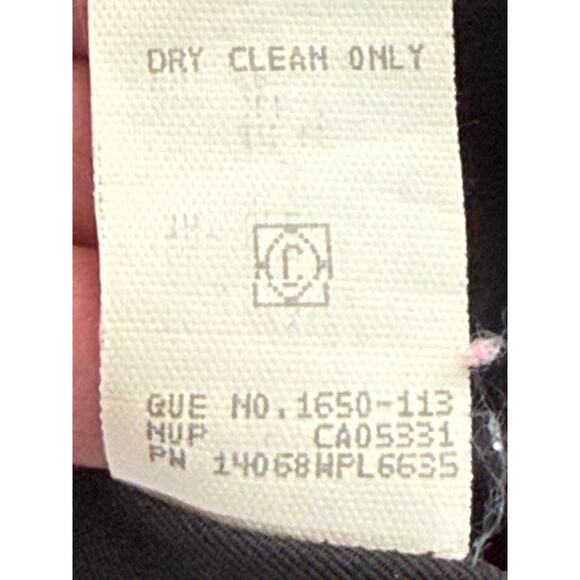 DRY CLEAN ONLY
QUE NO. 1650-113
NUP CA05331
PW 14068WPL6635